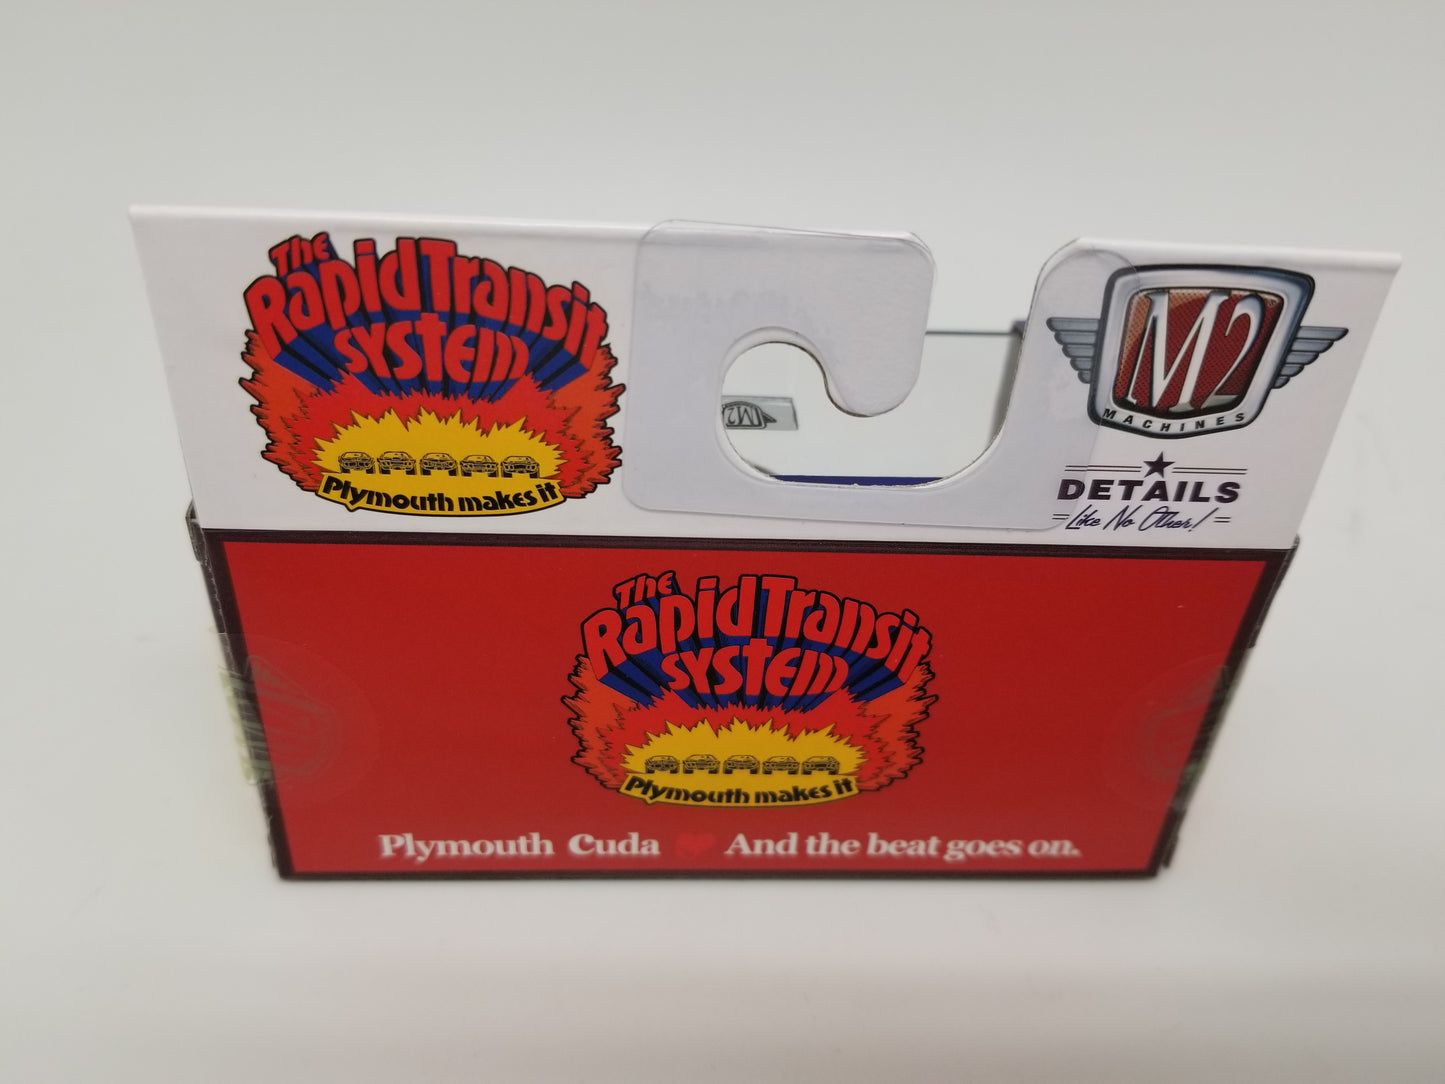 The
Rapid Transit
System
Plymouth makes it
M2
MACHINES
DETAILS
Like No Other!
M2
The
Rapid Transit
System
Plymouth makes it
Plymouth Cuda And the beat goes on.